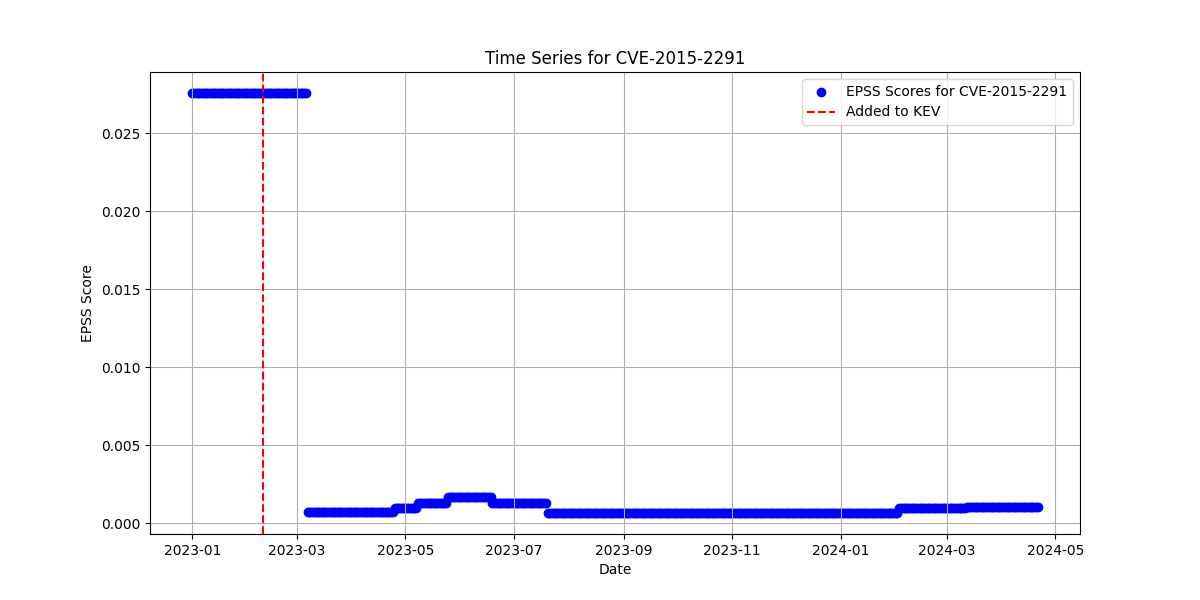 Time Series for CVE-2015-2291
EPSS Scores for CVE-2015-2291
Added to KEV
EPSS Score
0.025
0.020
0.015
0.010
0.005
0.000
2023-01 2023-03 2023-05 2023-07 2023-09 2023-11 2024-01 2024-03 2024-05
Date